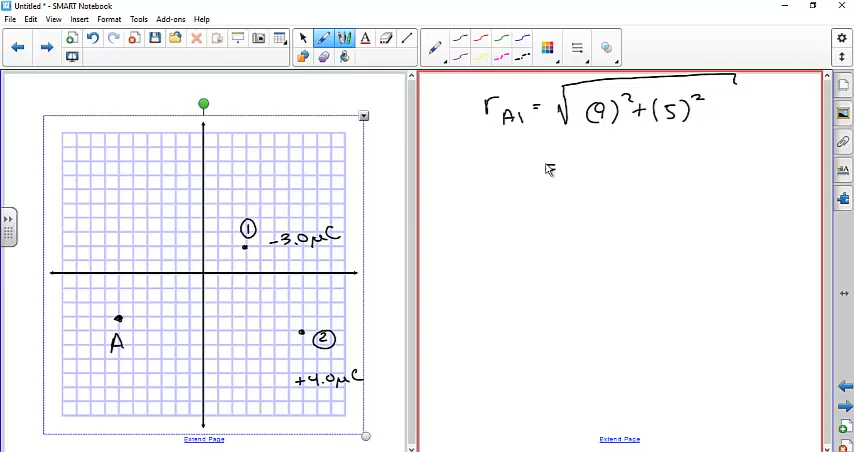 Untitled * - SMART Notebook
File Edit View Insert Format Tools Add-ons Help
r A1 = √(9)² + (5)²
=
①
-3.0μC
A
②
+4.0μC
Extend Page
Extend Page